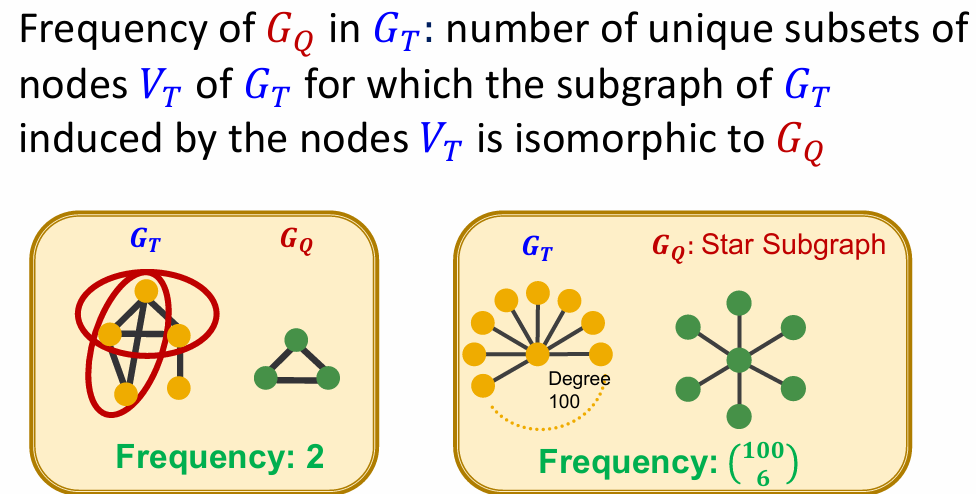 Frequency of G_Q in G_T: number of unique subsets of
nodes V_T of G_T for which the subgraph of G_T
induced by the nodes V_T is isomorphic to G_Q
G_T G_Q
Frequency: 2
G_T G_Q: Star Subgraph
Degree
100
Frequency: (100 6)